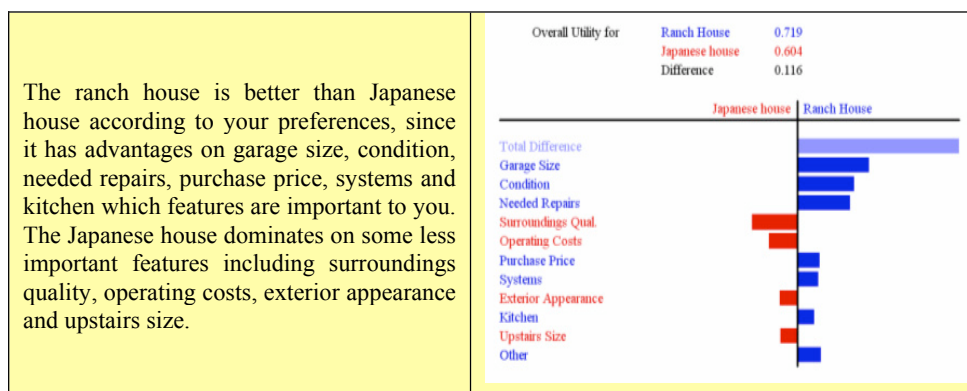 The ranch house is better than Japanese
house according to your preferences, since
it has advantages on garage size, condition,
needed repairs, purchase price, systems and
kitchen which features are important to you.
The Japanese house dominates on some less
important features including surroundings
quality, operating costs, exterior appearance
and upstairs size.
Overall Utility for Ranch House 0.719
Japanese house 0.604
Difference 0.116
Japanese house Ranch House
Total Difference
Garage Size
Condition
Needed Repairs
Surroundings Qual.
Operating Costs
Purchase Price
Systems
Exterior Appearance
Kitchen
Upstairs Size
Other